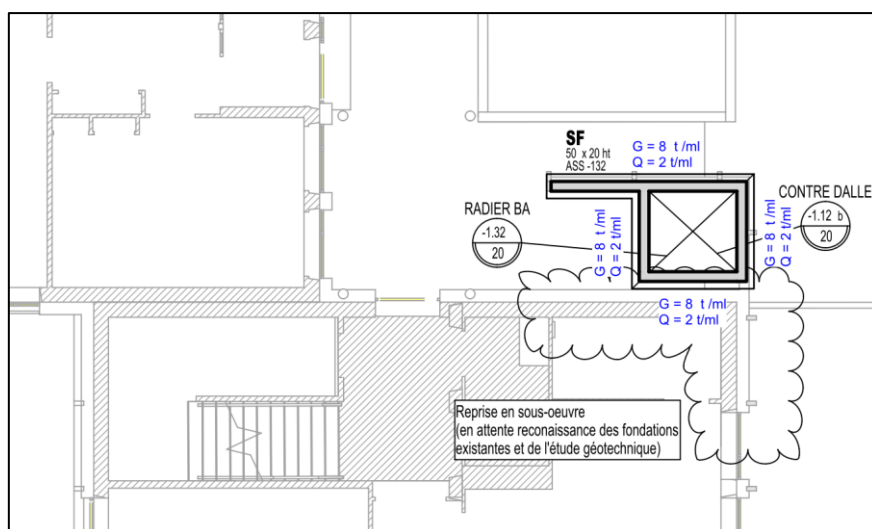 SF
50 x 20 ht
ASS -132
G = 8 t /ml
Q = 2 t/ml
RADIER BA
-1.32
20
G = 8 t /ml
Q = 2 t/ml
G = 8 t /ml
Q = 2 t/ml
CONTRE DALLE
-1.12 b
20
G = 8 t /ml
Q = 2 t/ml
Reprise en sous-oeuvre
(en attente reconaissance des fondations
existantes et de l'étude géotechnique)